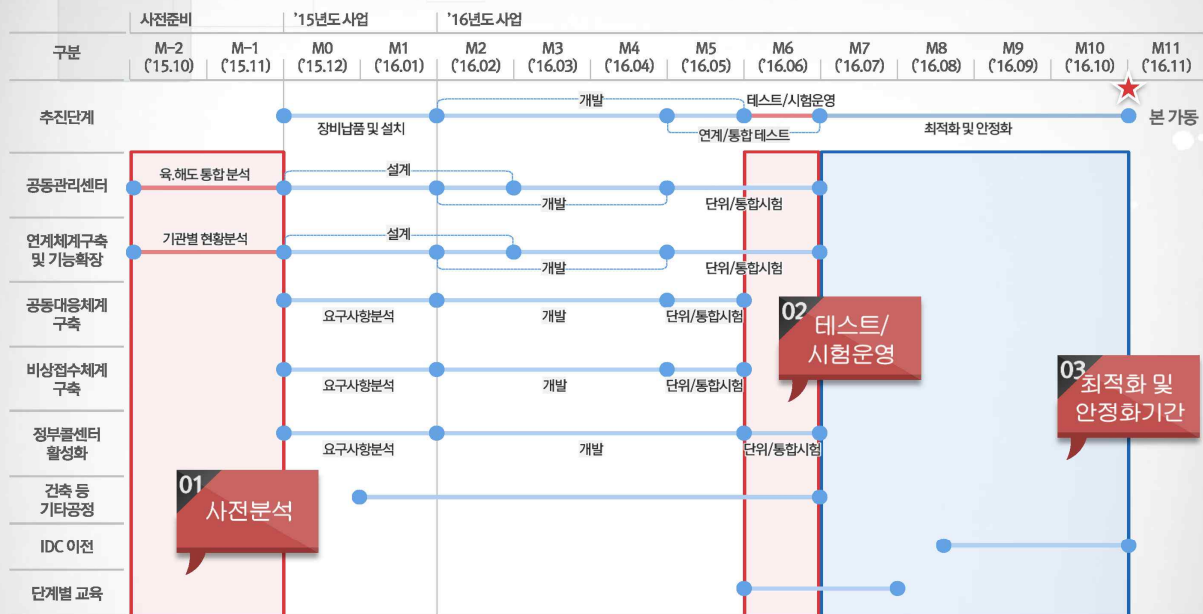 사전준비 '15년도 사업 '16년도 사업
구분 M-2 M-1 M0 M1 M2 M3 M4 M5 M6 M7 M8 M9 M10 M11
('15.10) ('15.11) ('15.12) ('16.01) ('16.02) ('16.03) ('16.04) ('16.05) ('16.06) ('16.07) ('16.08) ('16.09) ('16.10) ('16.11)
개발 테스트/시험운영
추진단계 본 가동
장비납품 및 설치 연계/통합 테스트 최적화 및 안정화
육.해도 통합 분석 설계
공동관리센터
개발 단위/통합시험
기관별 현황분석 설계
연계체계구축
및 기능확장
개발 단위/통합시험
공동대응체계
구축
요구사항분석 개발 단위/통합시험
02
테스트/
시험운영
비상접수체계
구축
요구사항분석 개발 단위/통합시험
03
최적화 및
안정화기간
정부콜센터
활성화
요구사항분석 개발 단위/통합시험
01
사전분석
건축 등
기타공정
IDC 이전
단계별 교육